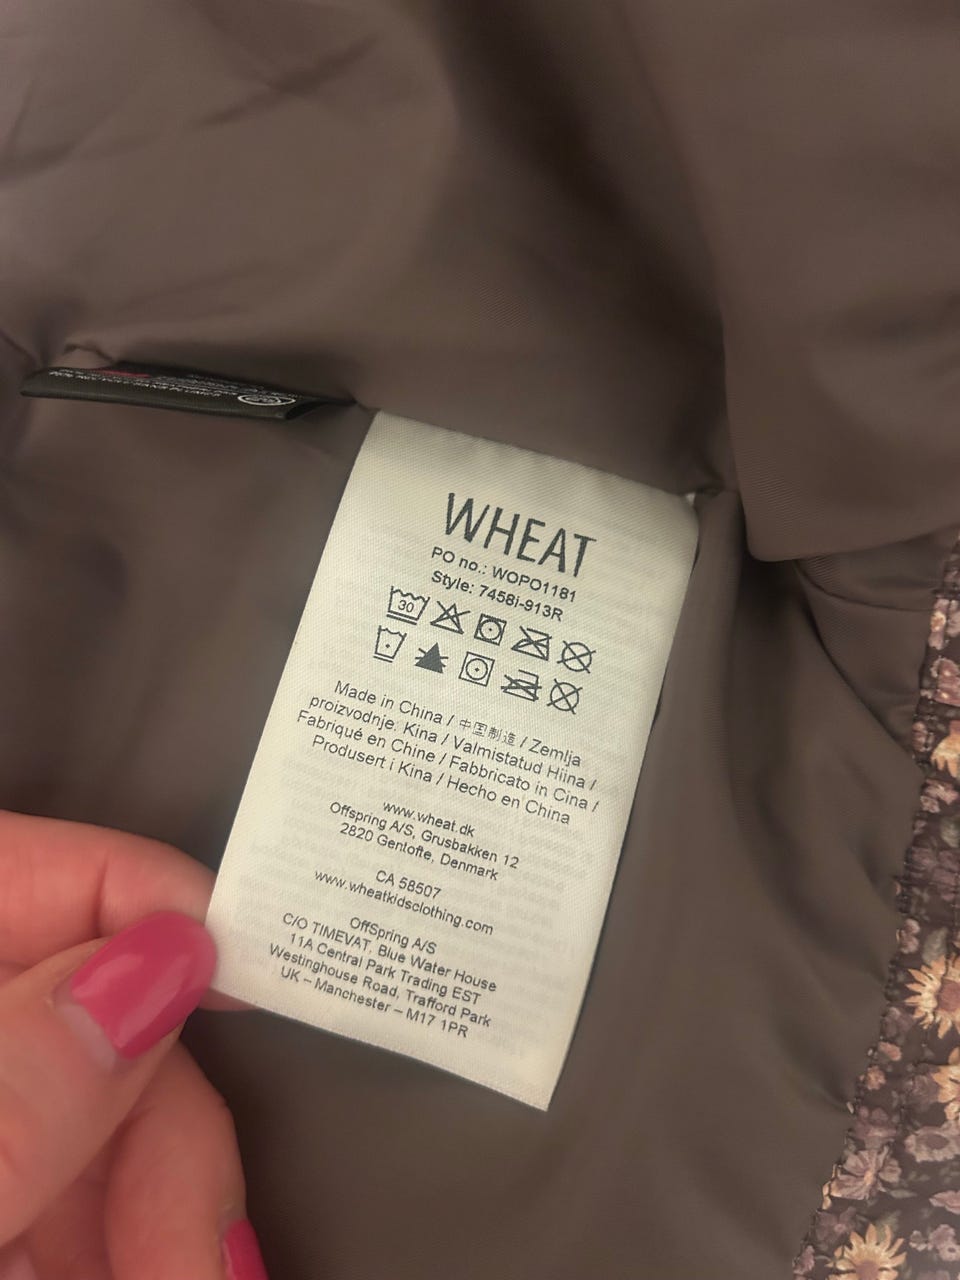 WHEAT
PO no.: WOPO1181
Style: 7458i-913R
30
Made in China / 中国制造 / Zemlja
proizvodnje: Kina / Valmistatud Hiina /
Fabriqué en Chine / Fabbricato in Cina /
Produsert i Kina / Hecho en China
www.wheat.dk
Offspring A/S, Grusbakken 12
2820 Gentofte, Denmark
CA 58507
www.wheatkidsclothing.com
OffSpring A/S
C/O TIMEVAT, Blue Water House
11A Central Park Trading EST
Westinghouse Road, Trafford Park
UK – Manchester – M17 1PR